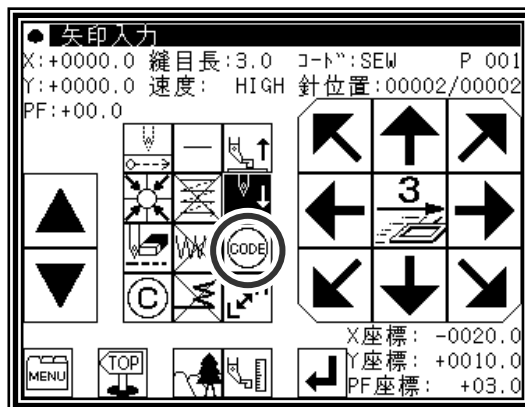 矢印入力
X:+0000.0 縫目長:3.0 コード:SEW P 001
Y:+0000.0 速度: HIGH 針位置:00002/00002
PF:+00.0
3
CODE
C
X座標: -0020.0
Y座標: +0010.0
PF座標: +03.0
MENU TOP